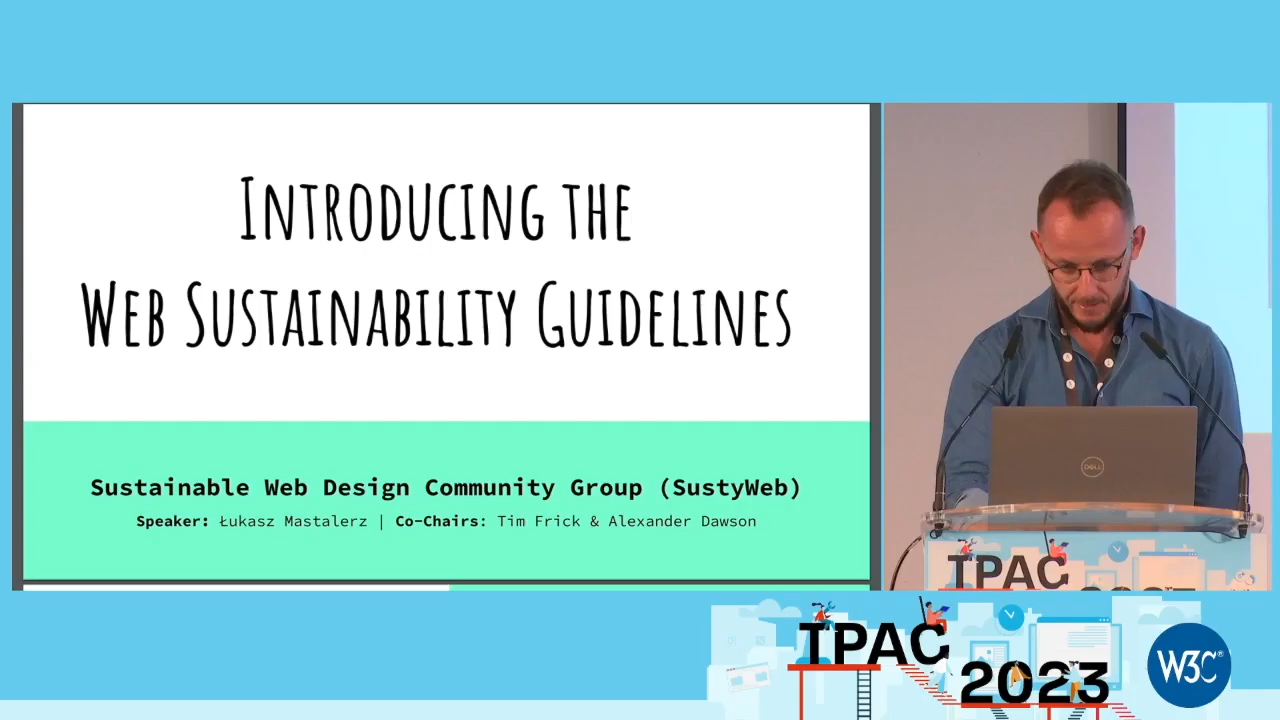 Introducing the
Web Sustainability Guidelines
Sustainable Web Design Community Group (SustyWeb)
Speaker: Łukasz Mastalerz | Co-Chairs: Tim Frick & Alexander Dawson
DELL
TPAC
TPAC
2023
W3C®